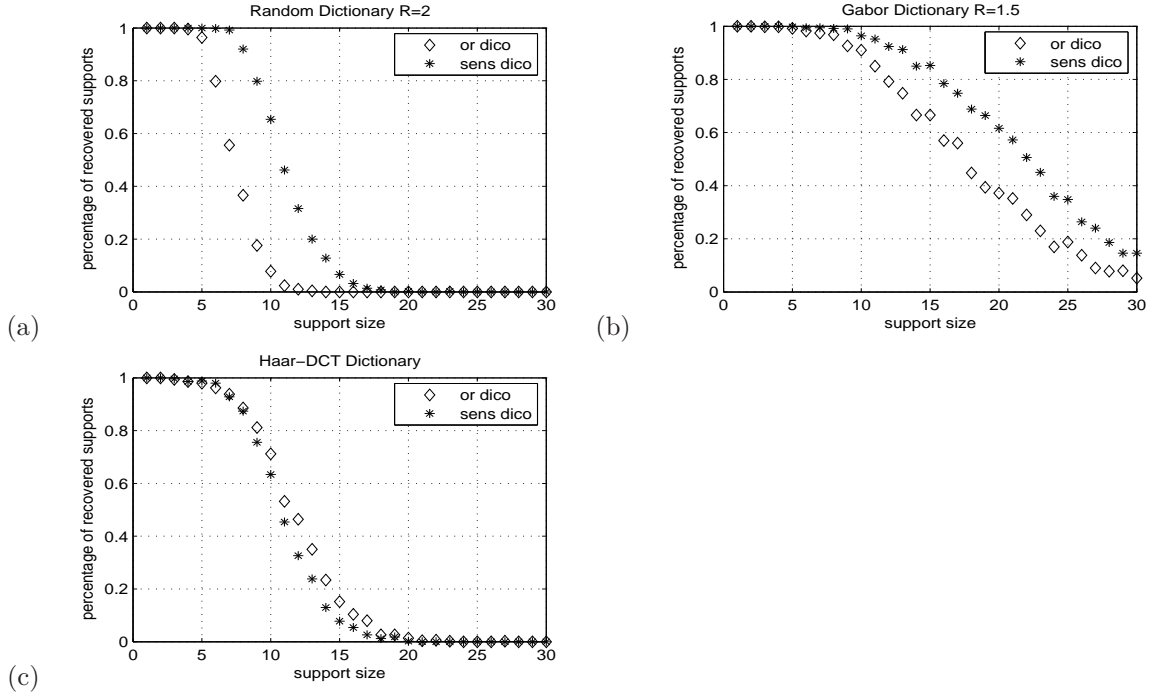 Random Dictionary R=2
percentage of recovered supports
1
0.8
0.6
0.4
0.2
0
0 5 10 15 20 25 30
support size
or dico
sens dico
(a)
Gabor Dictionary R=1.5
percentage of recovered supports
1
0.8
0.6
0.4
0.2
0
0 5 10 15 20 25 30
support size
or dico
sens dico
(b)
Haar−DCT Dictionary
percentage of recovered supports
1
0.8
0.6
0.4
0.2
0
0 5 10 15 20 25 30
support size
or dico
sens dico
(c)